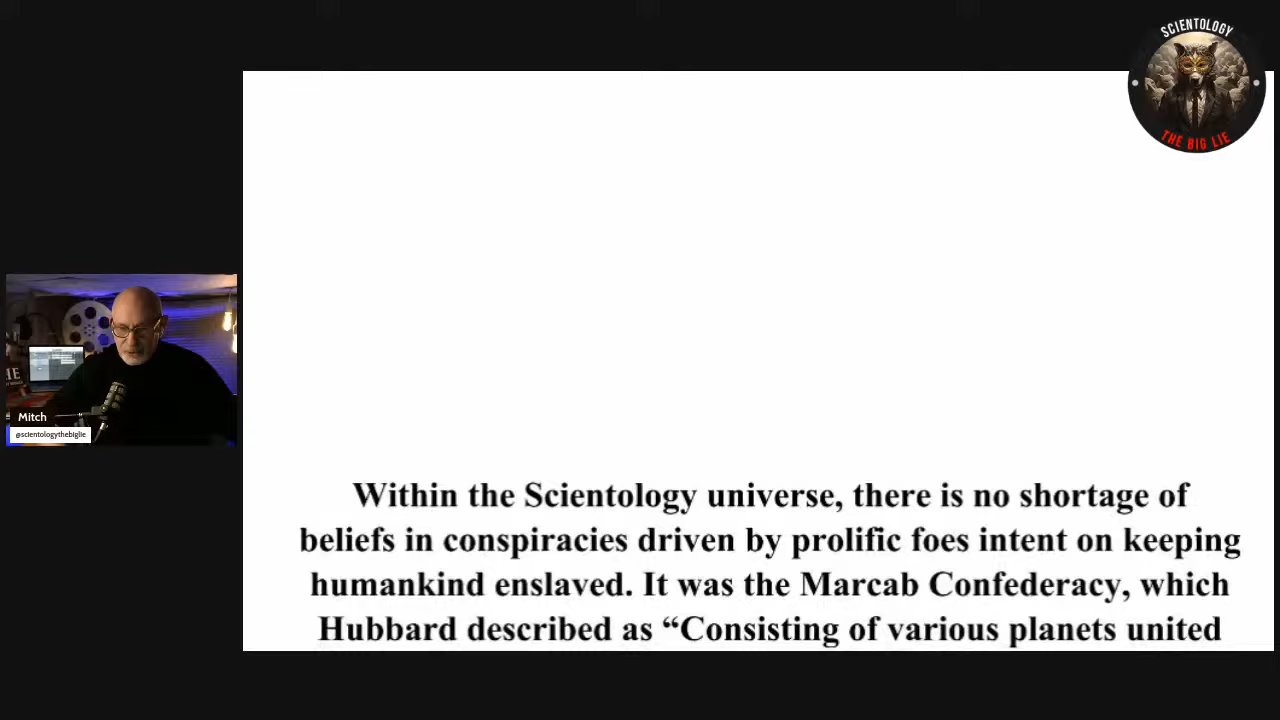 SCIENTOLOGY
THE BIG LIE
Within the Scientology universe, there is no shortage of
beliefs in conspiracies driven by prolific foes intent on keeping
humankind enslaved. It was the Marcab Confederacy, which
Hubbard described as “Consisting of various planets united
Mitch
@scientologythebiglie